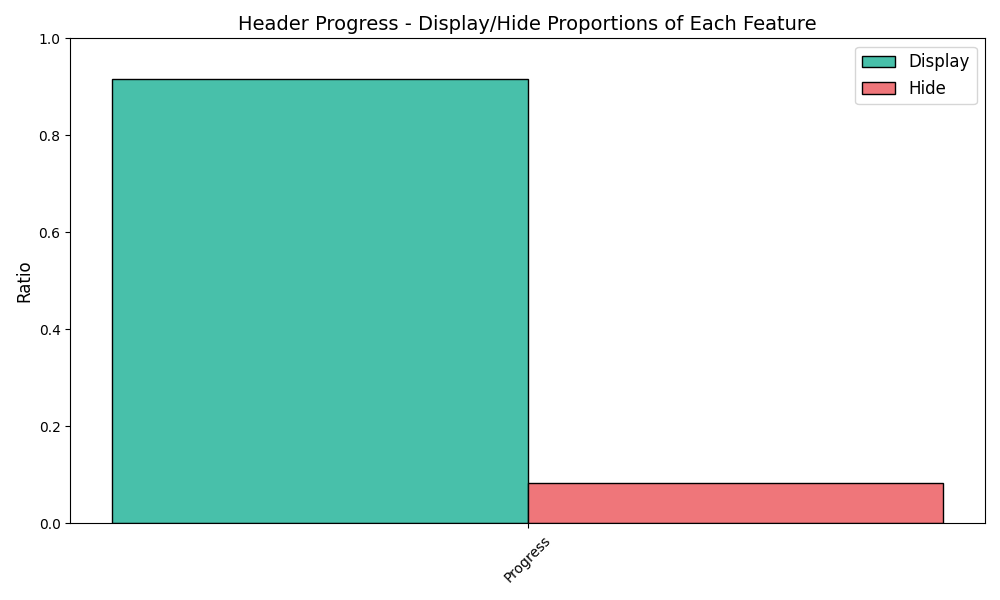 Header Progress - Display/Hide Proportions of Each Feature
Display
Hide
Ratio
1.0
0.8
0.6
0.4
0.2
0.0
Progress